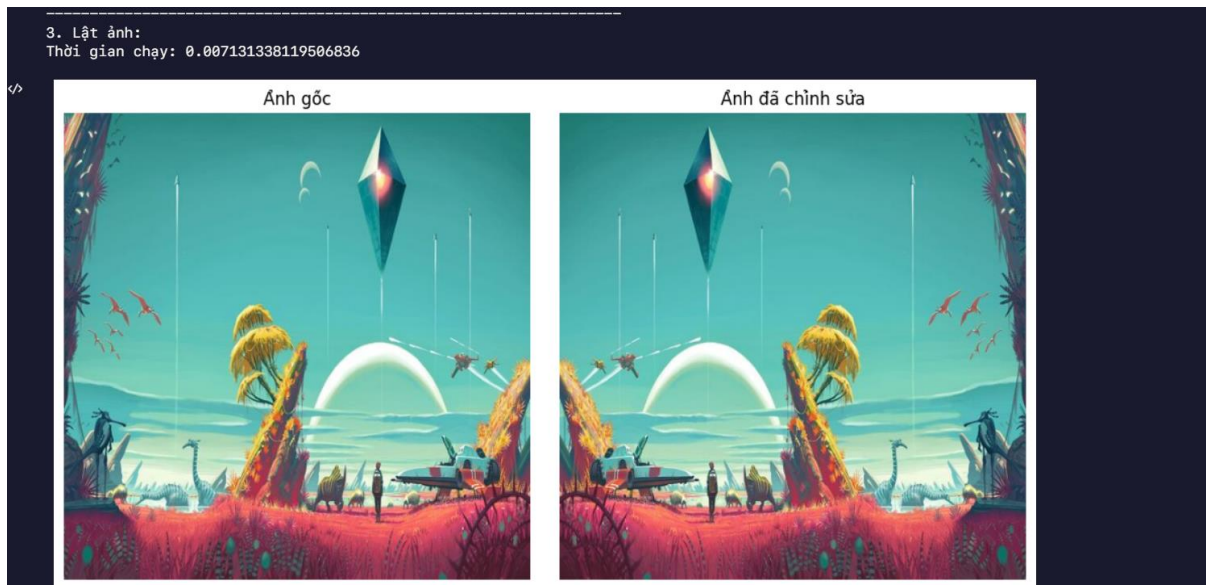 3. Lật ảnh:
Thời gian chạy: 0.007131338119506836
</>
Ảnh gốc
Ảnh đã chỉnh sửa